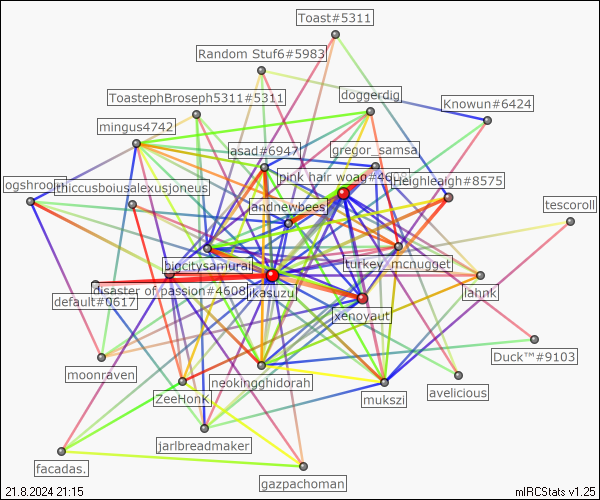 Toast#5311
Random Stuf6#5983
ToastephBroseph5311#5311
doggerdig
Knowun#6424
mingus4742
asad#6947
gregor_samsa
pink hair woag#4602
Heighleaigh#8575
ogshroom
thiccusboiusalexusjoneus
andnewbees
tescoroll
bigcitysamurai
turkey_mcnugget
disaster of passion#4608
ikasuzu
lahnk
default#0617
xenoyaut
Duck™#9103
moonraven
neokingghidorah
ZeeHonK
mukszi
avelicious
jarlbreadmaker
facadas.
gazpachoman
21.8.2024 21:15
mIRCStats v1.25